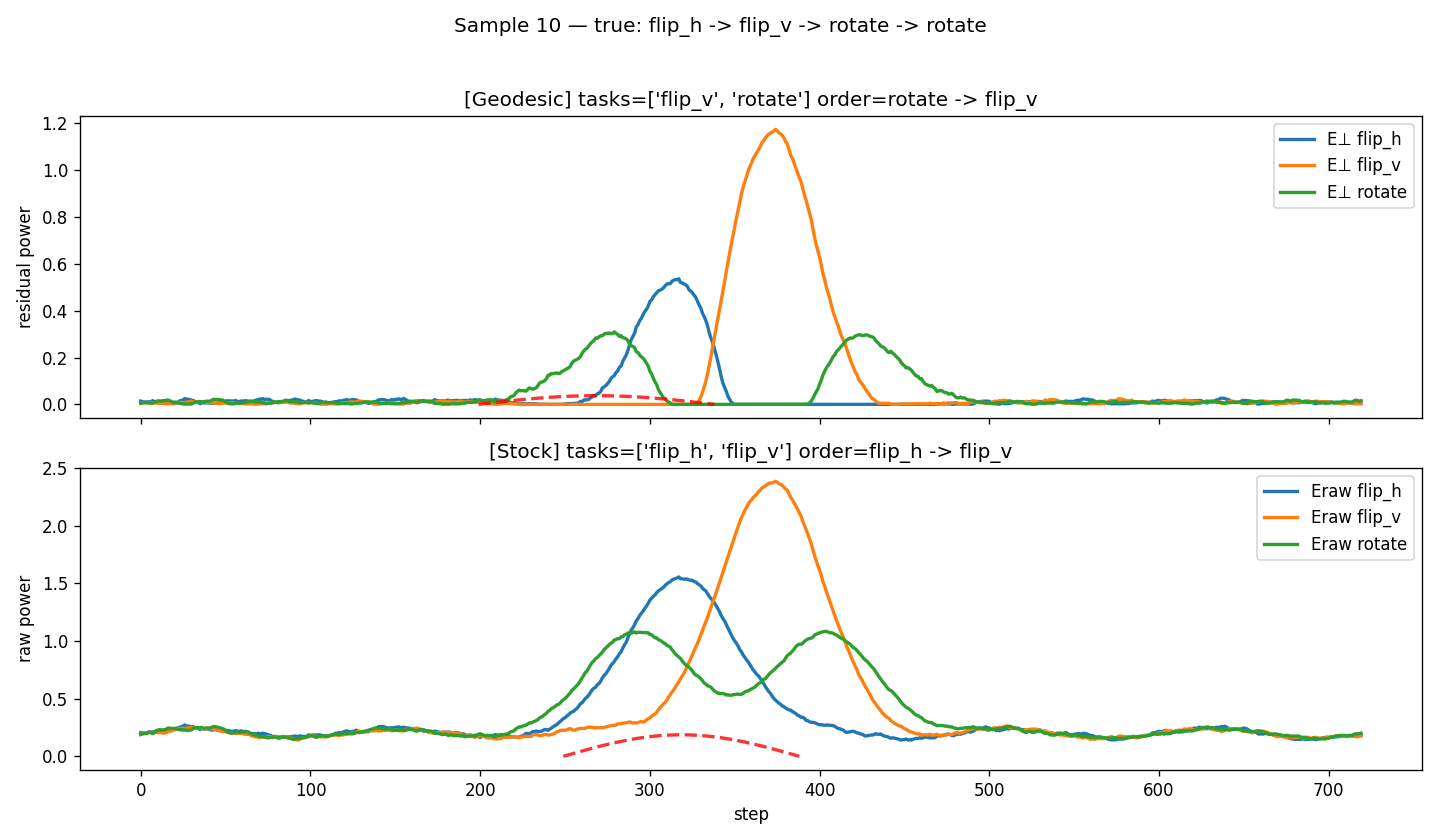 Sample 10 — true: flip_h -> flip_v -> rotate -> rotate
[Geodesic] tasks=['flip_v', 'rotate'] order=rotate -> flip_v
residual power
1.2
1.0
0.8
0.6
0.4
0.2
0.0
E⊥ flip_h
E⊥ flip_v
E⊥ rotate
[Stock] tasks=['flip_h', 'flip_v'] order=flip_h -> flip_v
raw power
2.5
2.0
1.5
1.0
0.5
0.0
Eraw flip_h
Eraw flip_v
Eraw rotate
0 100 200 300 400 500 600 700
step